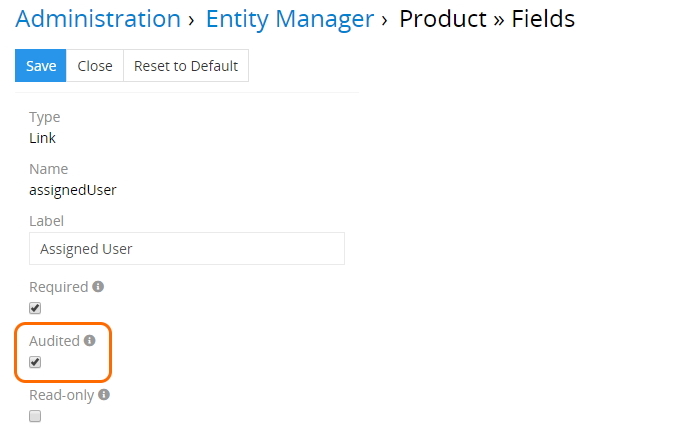 Administration › Entity Manager › Product » Fields
Save Close Reset to Default
Type
Link
Name
assignedUser
Label
Assigned User
Required
Audited
Read-only